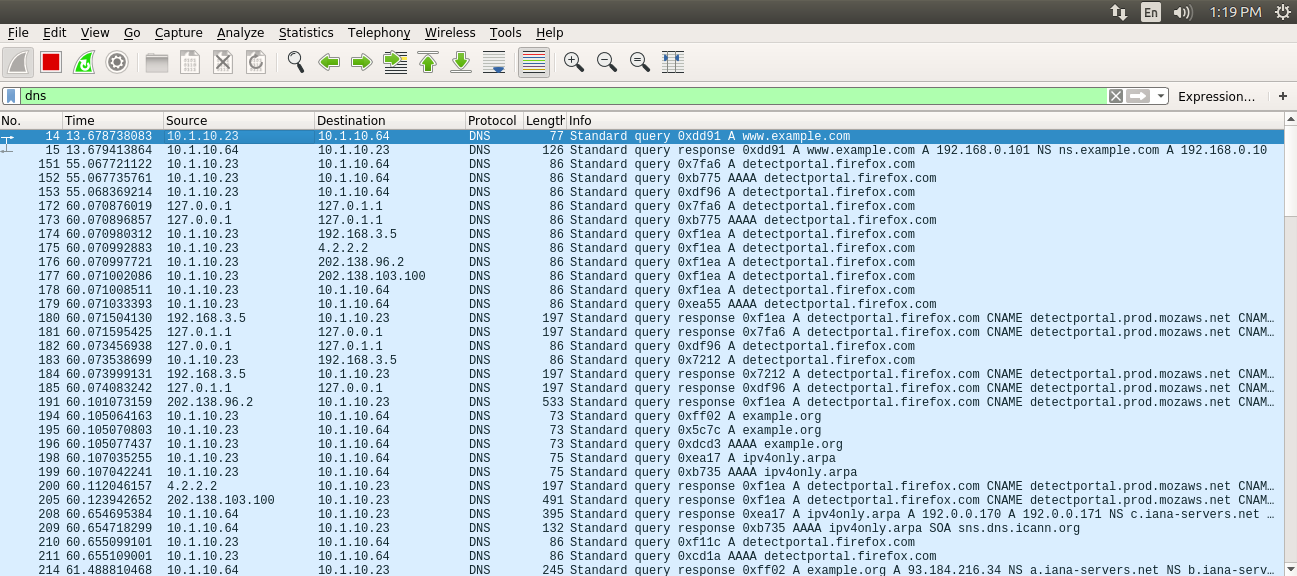 En 1:19 PM
File Edit View Go Capture Analyze Statistics Telephony Wireless Tools Help
dns Expression… +
No. Time Source Destination Protocol Length Info
14 13.678738083 10.1.10.23 10.1.10.64 DNS 77 Standard query 0xdd91 A www.example.com
15 13.679413864 10.1.10.64 10.1.10.23 DNS 126 Standard query response 0xdd91 A www.example.com A 192.168.0.101 NS ns.example.com A 192.168.0.10
151 55.067721122 10.1.10.23 10.1.10.64 DNS 86 Standard query 0x7fa6 A detectportal.firefox.com
152 55.067735761 10.1.10.23 10.1.10.64 DNS 86 Standard query 0xb775 AAAA detectportal.firefox.com
153 55.068369214 10.1.10.23 10.1.10.64 DNS 86 Standard query 0xdf96 A detectportal.firefox.com
172 60.070876019 127.0.0.1 127.0.1.1 DNS 86 Standard query 0x7fa6 A detectportal.firefox.com
173 60.070896857 127.0.0.1 127.0.1.1 DNS 86 Standard query 0xb775 AAAA detectportal.firefox.com
174 60.070980312 10.1.10.23 192.168.3.5 DNS 86 Standard query 0xf1ea A detectportal.firefox.com
175 60.070992883 10.1.10.23 4.2.2.2 DNS 86 Standard query 0xf1ea A detectportal.firefox.com
176 60.070997721 10.1.10.23 202.138.96.2 DNS 86 Standard query 0xf1ea A detectportal.firefox.com
177 60.071002086 10.1.10.23 202.138.103.100 DNS 86 Standard query 0xf1ea A detectportal.firefox.com
178 60.071008511 10.1.10.23 10.1.10.64 DNS 86 Standard query 0xf1ea A detectportal.firefox.com
179 60.071033393 10.1.10.23 10.1.10.64 DNS 86 Standard query 0xea55 AAAA detectportal.firefox.com
180 60.071504130 192.168.3.5 10.1.10.23 DNS 197 Standard query response 0xf1ea A detectportal.firefox.com CNAME detectportal.prod.mozaws.net CNAM…
181 60.071595425 127.0.1.1 127.0.0.1 DNS 197 Standard query response 0x7fa6 A detectportal.firefox.com CNAME detectportal.prod.mozaws.net CNAM…
182 60.073456938 127.0.0.1 127.0.1.1 DNS 86 Standard query 0xdf96 A detectportal.firefox.com
183 60.073538699 10.1.10.23 192.168.3.5 DNS 86 Standard query 0x7212 A detectportal.firefox.com
184 60.073999131 192.168.3.5 10.1.10.23 DNS 197 Standard query response 0x7212 A detectportal.firefox.com CNAME detectportal.prod.mozaws.net CNAM…
185 60.074083242 127.0.1.1 127.0.0.1 DNS 197 Standard query response 0xdf96 A detectportal.firefox.com CNAME detectportal.prod.mozaws.net CNAM…
191 60.101073159 202.138.96.2 10.1.10.23 DNS 533 Standard query response 0xf1ea A detectportal.firefox.com CNAME detectportal.prod.mozaws.net CNAM…
194 60.105064163 10.1.10.23 10.1.10.64 DNS 73 Standard query 0xff02 A example.org
195 60.105070803 10.1.10.23 10.1.10.64 DNS 73 Standard query 0x5c7c A example.org
196 60.105077437 10.1.10.23 10.1.10.64 DNS 73 Standard query 0xdcd3 AAAA example.org
198 60.107035255 10.1.10.23 10.1.10.64 DNS 75 Standard query 0xea17 A ipv4only.arpa
199 60.107042241 10.1.10.23 10.1.10.64 DNS 75 Standard query 0xb735 AAAA ipv4only.arpa
200 60.112046157 4.2.2.2 10.1.10.23 DNS 197 Standard query response 0xf1ea A detectportal.firefox.com CNAME detectportal.prod.mozaws.net CNAM…
205 60.123942652 202.138.103.100 10.1.10.23 DNS 491 Standard query response 0xf1ea A detectportal.firefox.com CNAME detectportal.prod.mozaws.net CNAM…
208 60.654695384 10.1.10.64 10.1.10.23 DNS 395 Standard query response 0xea17 A ipv4only.arpa A 192.0.0.170 A 192.0.0.171 NS c.iana-servers.net …
209 60.654718299 10.1.10.64 10.1.10.23 DNS 132 Standard query response 0xb735 AAAA ipv4only.arpa SOA sns.dns.icann.org
210 60.655099101 10.1.10.23 10.1.10.64 DNS 86 Standard query 0xf11c A detectportal.firefox.com
211 60.655109001 10.1.10.23 10.1.10.64 DNS 86 Standard query 0xcd1a AAAA detectportal.firefox.com
214 61.488810468 10.1.10.64 10.1.10.23 DNS 245 Standard query response 0xff02 A example.org A 93.184.216.34 NS a.iana-servers.net NS b.iana-serv…